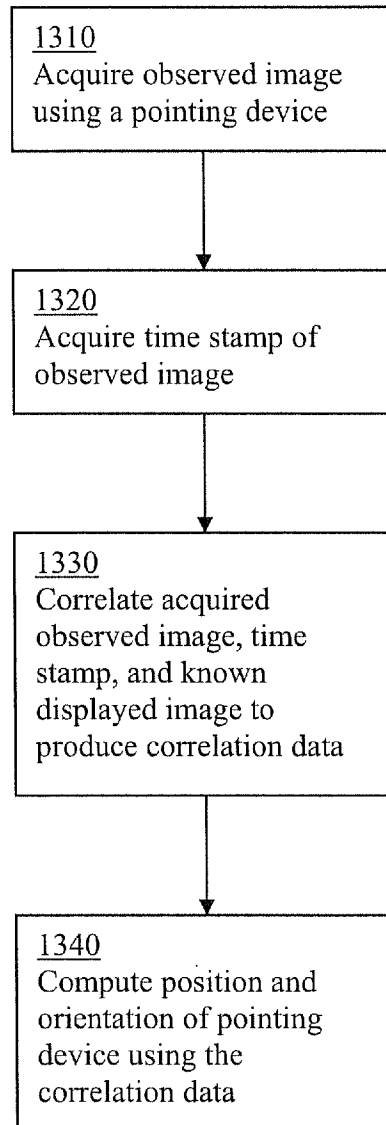 1310
Acquire observed image
using a pointing device
1320
Acquire time stamp of
observed image
1330
Correlate acquired
observed image, time
stamp, and known
displayed image to
produce correlation data
1340
Compute position and
orientation of pointing
device using the
correlation data